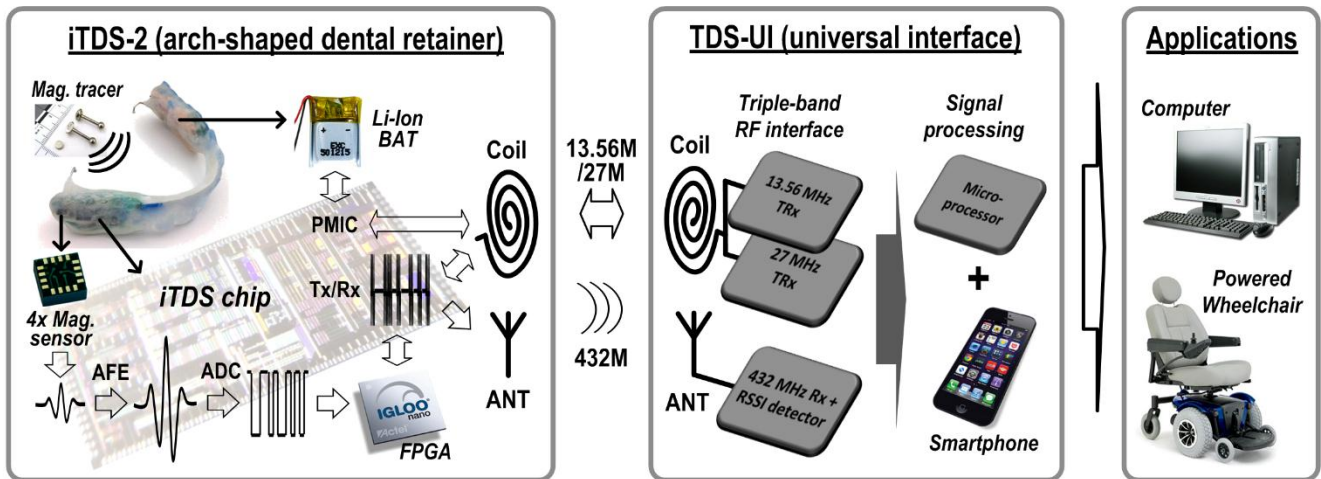 iTDS-2 (arch-shaped dental retainer)
Mag. tracer
Li-Ion
BAT
EXC
501215
Coil
PMIC
iTDS chip
Tx/Rx
4x Mag.
sensor
AFE
ADC
IGLOO
nano
Actel
FPGA
ANT
13.56M
/27M
432M
TDS-UI (universal interface)
Triple-band
RF interface
Signal
processing
Coil
13.56 MHz
TRx
27 MHz
TRx
Micro-
processor
+
ANT
432 MHz Rx +
RSSI detector
Smartphone
Applications
Computer
Powered
Wheelchair